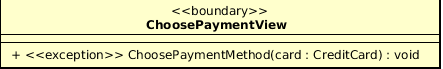 <<boundary>>
ChoosePaymentView
+ <<exception>> ChoosePaymentMethod(card : CreditCard) : void